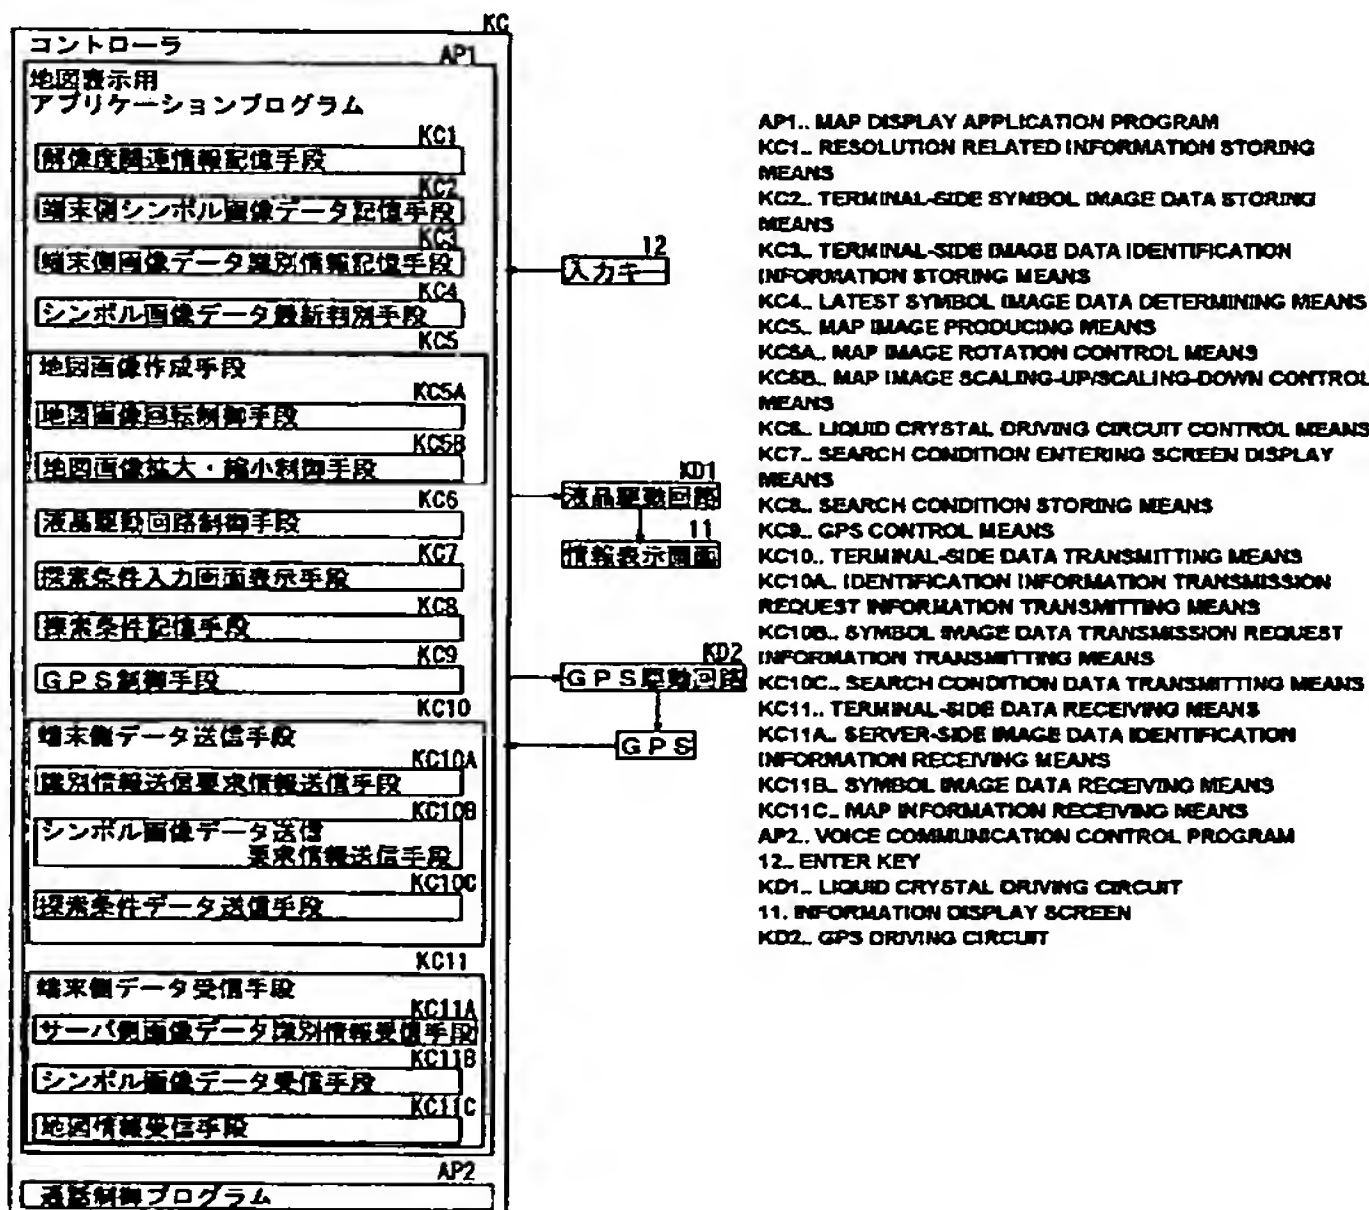 KC
コントローラ
AP1
地図表示用
アプリケーションプログラム
KC1
解像度関連情報記憶手段
KC2
端末側シンボル画像データ記憶手段
KC3
端末側画像データ識別情報記憶手段
KC4
シンボル画像データ最新判別手段
KC5
地図画像作成手段
KC5A
地図画像回転制御手段
KC5B
地図画像拡大・縮小制御手段
KC6
液晶駆動回路制御手段
KC7
探索条件入力画面表示手段
KC8
探索条件記憶手段
KC9
GPS制御手段
KC10
端末側データ送信手段
KC10A
識別情報送信要求情報送信手段
KC10B
シンボル画像データ送信
要求情報送信手段
KC10C
探索条件データ送信手段
KC11
端末側データ受信手段
KC11A
サーバ側画像データ識別情報受信手段
KC11B
シンボル画像データ受信手段
KC11C
地図情報受信手段
AP2
通話制御プログラム
12
入力キー
KD1
液晶駆動回路
11
情報表示画面
KD2
GPS駆動回路
GPS
AP1.. MAP DISPLAY APPLICATION PROGRAM
KC1.. RESOLUTION RELATED INFORMATION STORING
MEANS
KC2.. TERMINAL-SIDE SYMBOL IMAGE DATA STORING
MEANS
KC3.. TERMINAL-SIDE IMAGE DATA IDENTIFICATION
INFORMATION STORING MEANS
KC4.. LATEST SYMBOL IMAGE DATA DETERMINING MEANS
KC5.. MAP IMAGE PRODUCING MEANS
KC5A.. MAP IMAGE ROTATION CONTROL MEANS
KC5B.. MAP IMAGE SCALING-UP/SCALING-DOWN CONTROL
MEANS
KC6.. LIQUID CRYSTAL DRIVING CIRCUIT CONTROL MEANS
KC7.. SEARCH CONDITION ENTERING SCREEN DISPLAY
MEANS
KC8.. SEARCH CONDITION STORING MEANS
KC9.. GPS CONTROL MEANS
KC10.. TERMINAL-SIDE DATA TRANSMITTING MEANS
KC10A.. IDENTIFICATION INFORMATION TRANSMISSION
REQUEST INFORMATION TRANSMITTING MEANS
KC10B.. SYMBOL IMAGE DATA TRANSMISSION REQUEST
INFORMATION TRANSMITTING MEANS
KC10C.. SEARCH CONDITION DATA TRANSMITTING MEANS
KC11.. TERMINAL-SIDE DATA RECEIVING MEANS
KC11A.. SERVER-SIDE IMAGE DATA IDENTIFICATION
INFORMATION RECEIVING MEANS
KC11B.. SYMBOL IMAGE DATA RECEIVING MEANS
KC11C.. MAP INFORMATION RECEIVING MEANS
AP2.. VOICE COMMUNICATION CONTROL PROGRAM
12.. ENTER KEY
KD1.. LIQUID CRYSTAL DRIVING CIRCUIT
11. INFORMATION DISPLAY SCREEN
KD2.. GPS DRIVING CIRCUIT